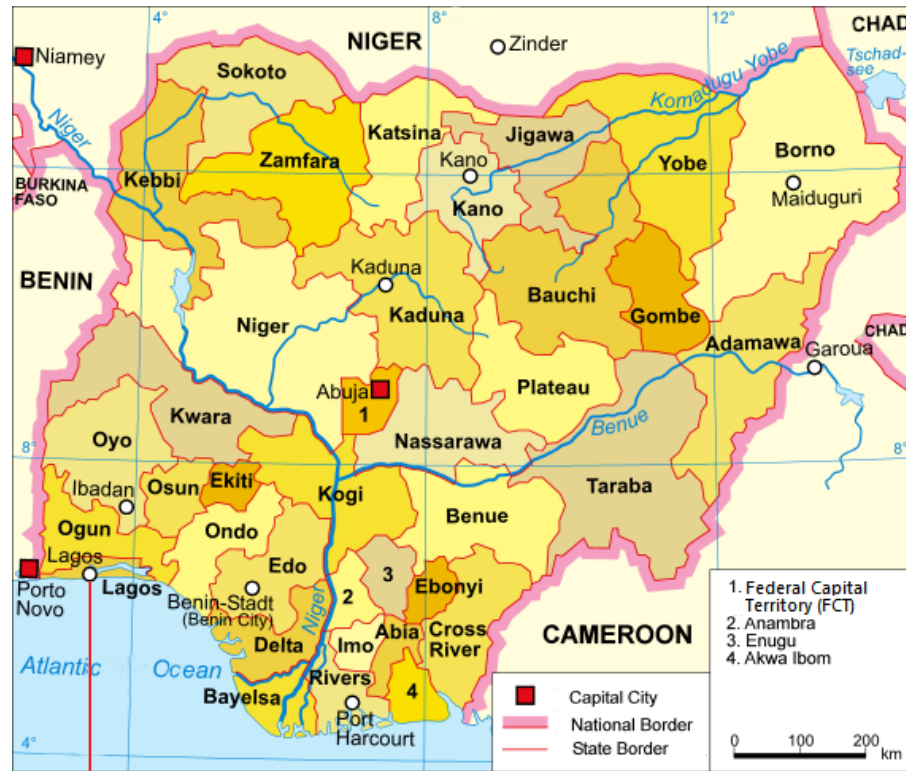 4°
8°
12°
CHAD
Niamey
NIGER
Zinder
Tschad-
see
Sokoto
Komadugu Yobe
Niger
Katsina
Jigawa
Zamfara
Kano
Yobe
Borno
Kebbi
BURKINA
FASO
Maiduguri
Kano
BENIN
Kaduna
Bauchi
Niger
Kaduna
Gombe
CHAD
Adamawa
Garoua
Abuja
1
Plateau
Kwara
Nassarawa
Benue
8°
8°
Oyo
Ibadan
Osun
Ekiti
Kogi
Taraba
Benue
Ogun
Ondo
Lagos
Edo
3
Ebonyi
Porto
Novo
Lagos
Benin-Stadt
(Benin City)
Niger
2
Delta
Imo
Abia
Cross
River
CAMEROON
Atlantic Ocean
Bayelsa
Rivers
4
Port
Harcourt
4°
1. Federal Capital
Territory (FCT)
2. Anambra
3. Enugu
4. Akwa Ibom
Capital City
National Border
State Border
0 100 200 km